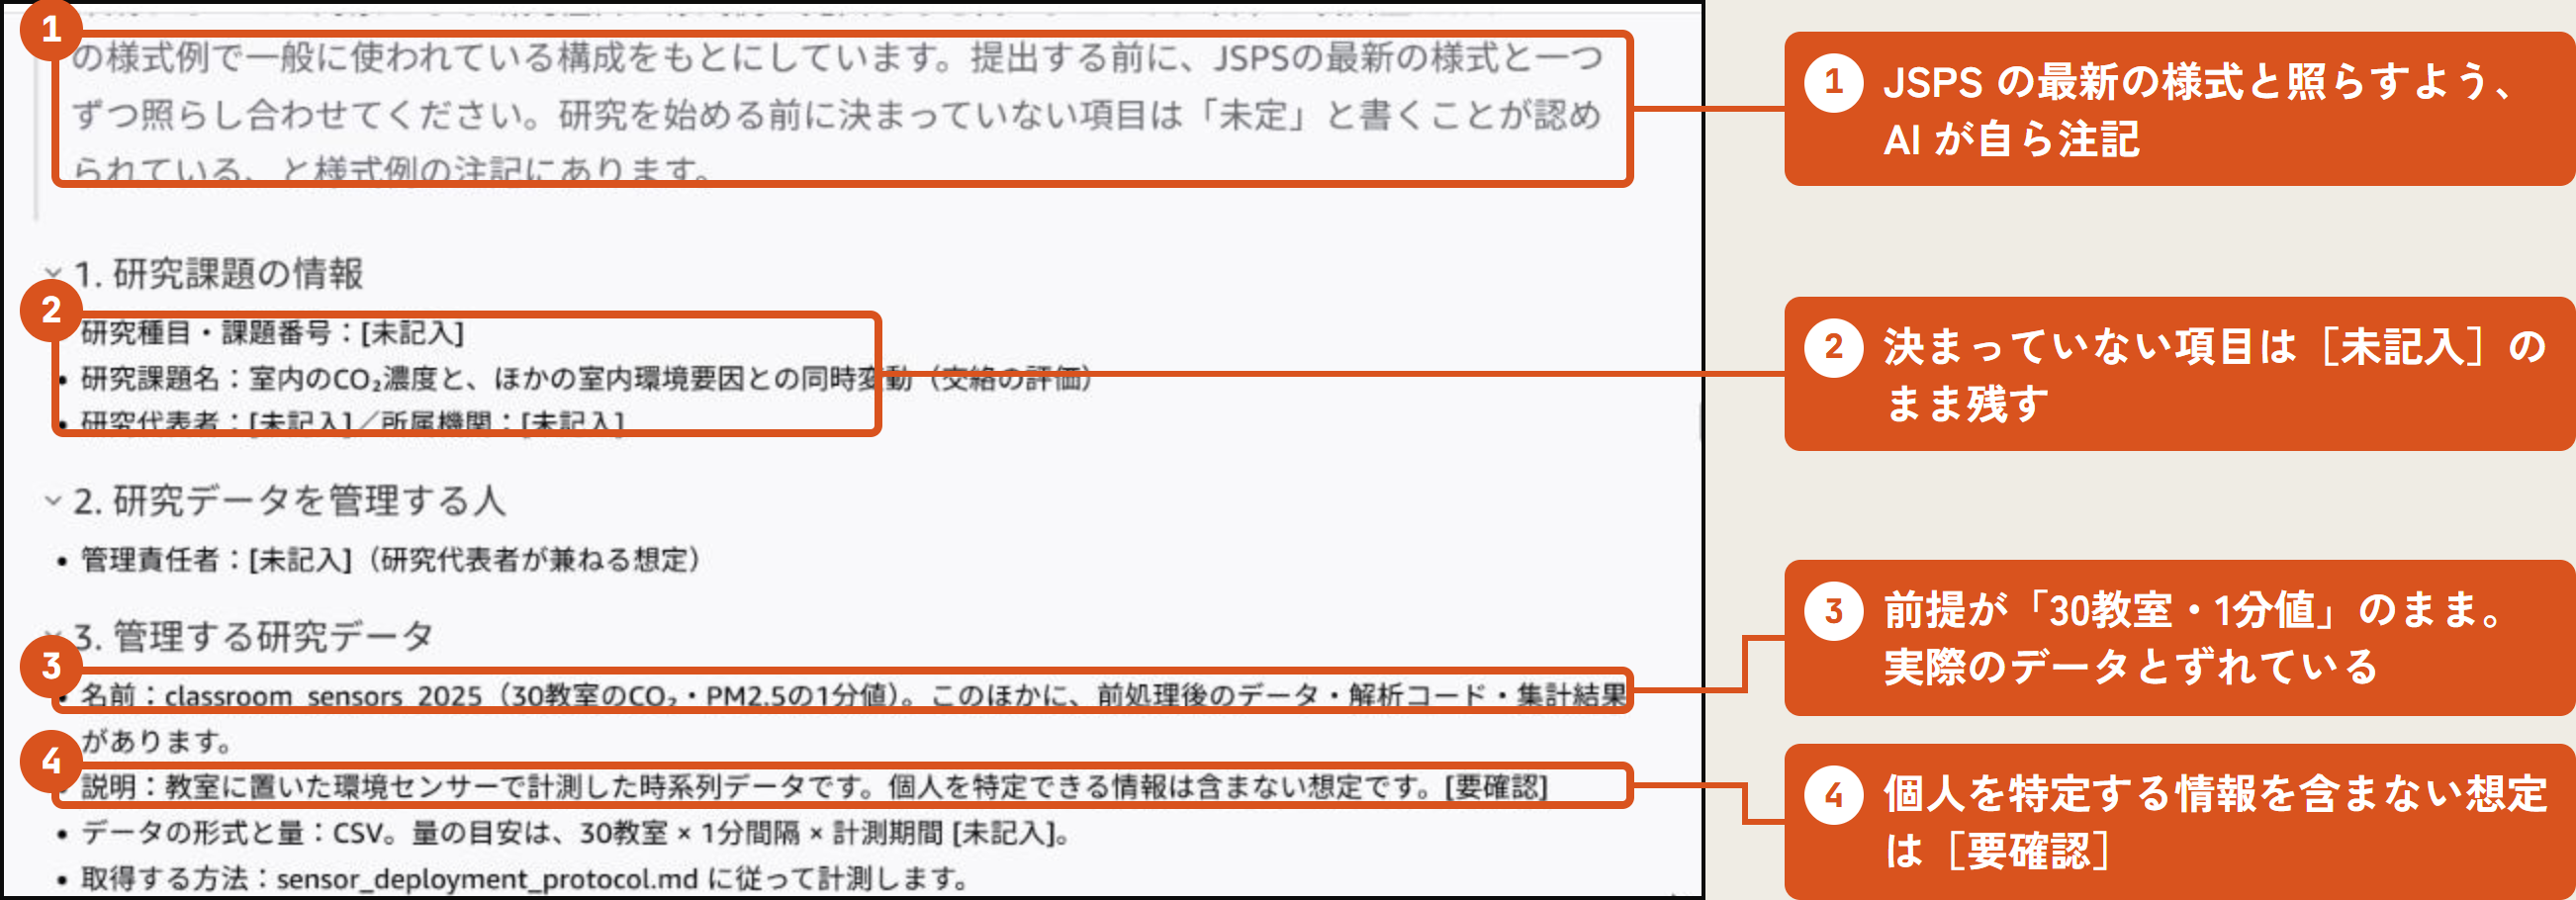 1
の様式例で一般に使われている構成をもとにしています。提出する前に、JSPSの最新の様式と一つ
ずつ照らし合わせてください。研究を始める前に決まっていない項目は「未定」と書くことが認め
られている、と様式例の注記にあります。
1. 研究課題の情報
2
研究種目・課題番号：[未記入]
• 研究課題名：室内のCO₂濃度と、ほかの室内環境要因との同時変動（交絡の評価）
• 研究代表者：[未記入]／所属機関：[未記入]
2. 研究データを管理する人
• 管理責任者：[未記入]（研究代表者が兼ねる想定）
3. 管理する研究データ
3
• 名前：classroom_sensors_2025（30教室のCO₂・PM2.5の1分値）。このほかに、前処理後のデータ・解析コード・集計結果
があります。
4
説明：教室に置いた環境センサーで計測した時系列データです。個人を特定できる情報は含まない想定です。[要確認]
• データの形式と量：CSV。量の目安は、30教室 × 1分間隔 × 計測期間 [未記入]。
• 取得する方法：sensor_deployment_protocol.md に従って計測します。
1 JSPS の最新の様式と照らすよう、
AI が自ら注記
2 決まっていない項目は［未記入］の
まま残す
3 前提が「30教室・1分値」のまま。
実際のデータとずれている
4 個人を特定する情報を含まない想定
は［要確認］